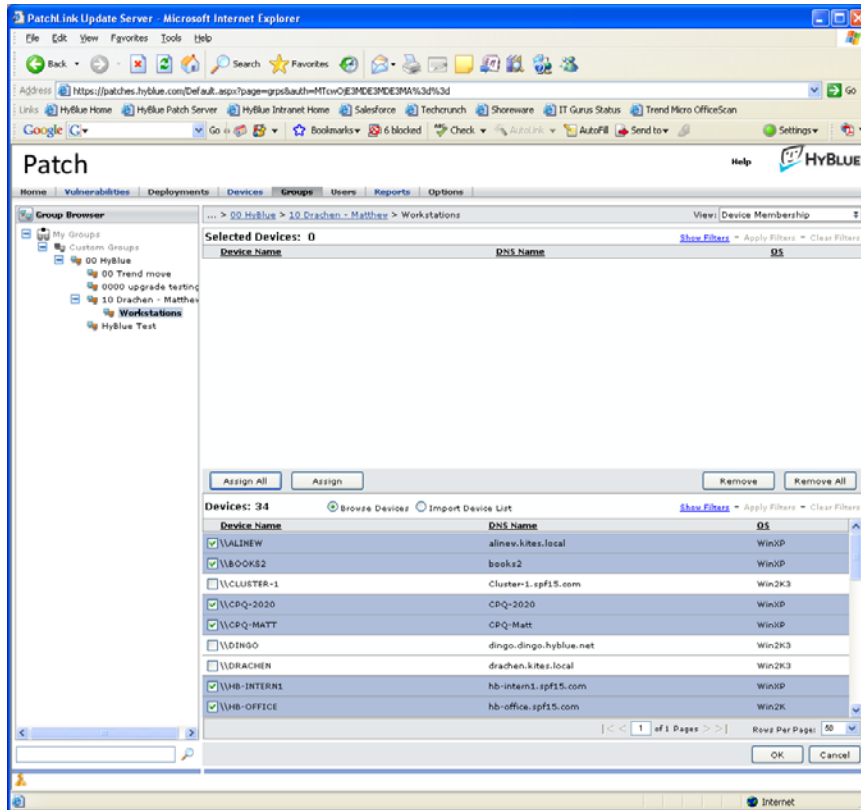 PatchLink Update Server - Microsoft Internet Explorer
File Edit View Favorites Tools Help
Back Search Favorites
Address https://patches.hyblue.com/Default.aspx?page=grps&auth=MTcwOjE3MDE3MDE3MA%3d%3d Go
Links HyBlue Home HyBlue Patch Server HyBlue Intranet Home Salesforce Techcrunch Shoreware IT Gurus Status Trend Micro OfficeScan
Google G Go Bookmarks 6 blocked Check AutoLink AutoFill Send to Settings
Patch Help HYBLUE
Home Vulnerabilities Deployments Devices Groups Users Reports Options
Group Browser ... > 00 HyBlue > 10 Drachen - Matthew > Workstations View: Device Membership
My Groups
Custom Groups
00 HyBlue
00 Trend move
0000 upgrade testing
10 Drachen - Matthew
Workstations
HyBlue Test
Selected Devices: 0 Show Filters - Apply Filters - Clear Filters
Device Name DNS Name OS
Assign All Assign Remove Remove All
Devices: 34 Browse Devices Import Device List Show Filters - Apply Filters - Clear Filters
Device Name DNS Name OS
\\ALINEW alinew.kites.local WinXP
\\BOOKS2 books2 WinXP
\\CLUSTER-1 Cluster-1.spf15.com Win2K3
\\CPQ-2020 CPQ-2020 WinXP
\\CPQ-MATT CPQ-Matt WinXP
\\DINGO dingo.dingo.hyblue.net Win2K3
\\DRACHEN drachen.kites.local Win2K3
\\HB-INTERN1 hb-intern1.spf15.com WinXP
\\HB-OFFICE hb-office.spf15.com Win2K
|< < 1 of 1 Pages > >| Rows Per Page: 50
OK Cancel
Internet